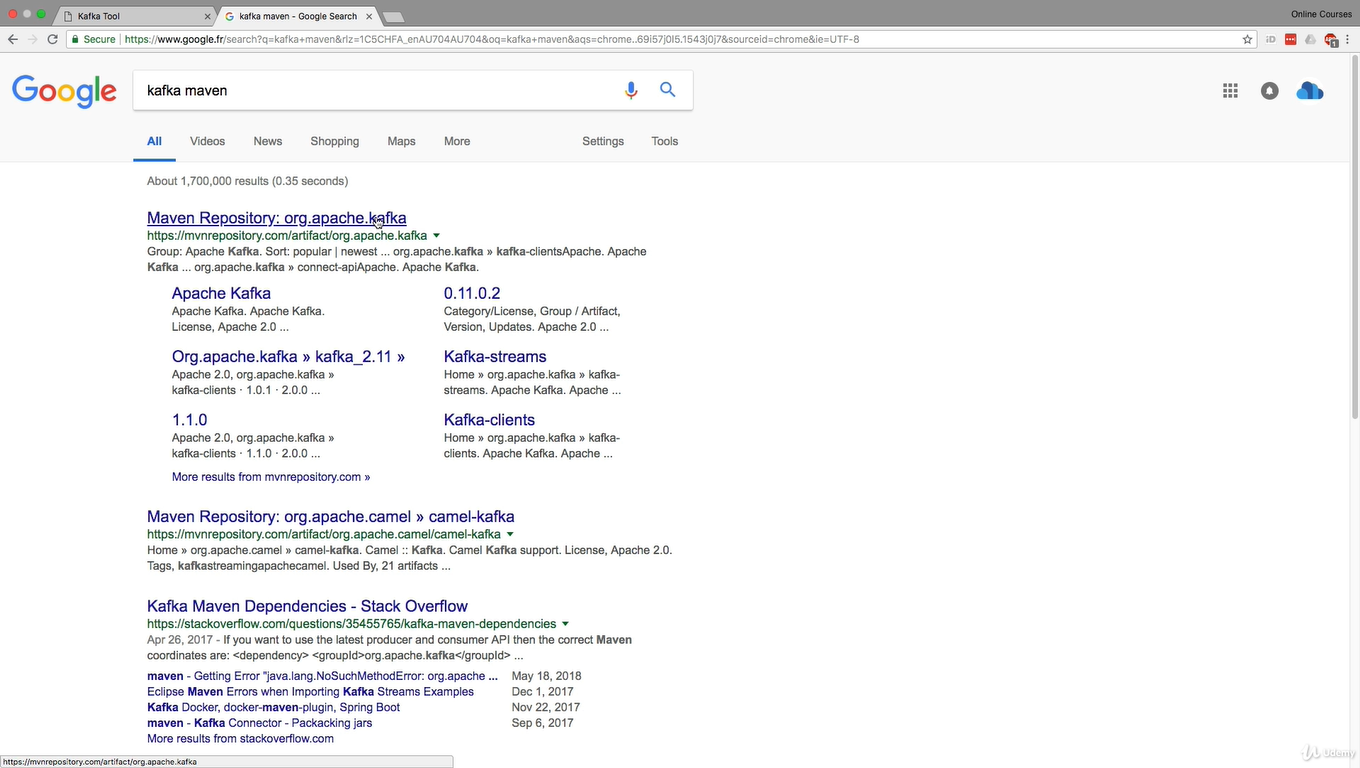 Kafka Tool
kafka maven - Google Search
Online Courses
Secure
https://www.google.fr/search?q=kafka+maven&rlz=1C5CHFA_enAU704AU704&oq=kafka+maven&aqs=chrome..69i57j0l5.1543j0j7&sourceid=chrome&ie=UTF-8
iD
1
Google
kafka maven
All Videos News Shopping Maps More Settings Tools
About 1,700,000 results (0.35 seconds)
Maven Repository: org.apache.kafka
https://mvnrepository.com/artifact/org.apache.kafka
Group: Apache Kafka. Sort: popular | newest ... org.apache.kafka » kafka-clientsApache. Apache
Kafka ... org.apache.kafka » connect-apiApache. Apache Kafka.
Apache Kafka
Apache Kafka. Apache Kafka.
License, Apache 2.0 ...
0.11.0.2
Category/License, Group / Artifact,
Version, Updates. Apache 2.0 ...
Org.apache.kafka » kafka_2.11 »
Apache 2.0, org.apache.kafka »
kafka-clients · 1.0.1 · 2.0.0 ...
Kafka-streams
Home » org.apache.kafka » kafka-
streams. Apache Kafka. Apache ...
1.1.0
Apache 2.0, org.apache.kafka »
kafka-clients · 1.1.0 · 2.0.0 ...
Kafka-clients
Home » org.apache.kafka » kafka-
clients. Apache Kafka. Apache ...
More results from mvnrepository.com »
Maven Repository: org.apache.camel » camel-kafka
https://mvnrepository.com/artifact/org.apache.camel/camel-kafka
Home » org.apache.camel » camel-kafka. Camel :: Kafka. Camel Kafka support. License, Apache 2.0.
Tags, kafkastreamingapachecamel. Used By, 21 artifacts ...
Kafka Maven Dependencies - Stack Overflow
https://stackoverflow.com/questions/35455765/kafka-maven-dependencies
Apr 26, 2017 - If you want to use the latest producer and consumer API then the correct Maven
coordinates are: <dependency> <groupId>org.apache.kafka</groupId> ...
maven - Getting Error "java.lang.NoSuchMethodError: org.apache ... May 18, 2018
Eclipse Maven Errors when Importing Kafka Streams Examples Dec 1, 2017
Kafka Docker, docker-maven-plugin, Spring Boot Nov 22, 2017
maven - Kafka Connector - Packacking jars Sep 6, 2017
More results from stackoverflow.com
https://mvnrepository.com/artifact/org.apache.kafka
Udemy